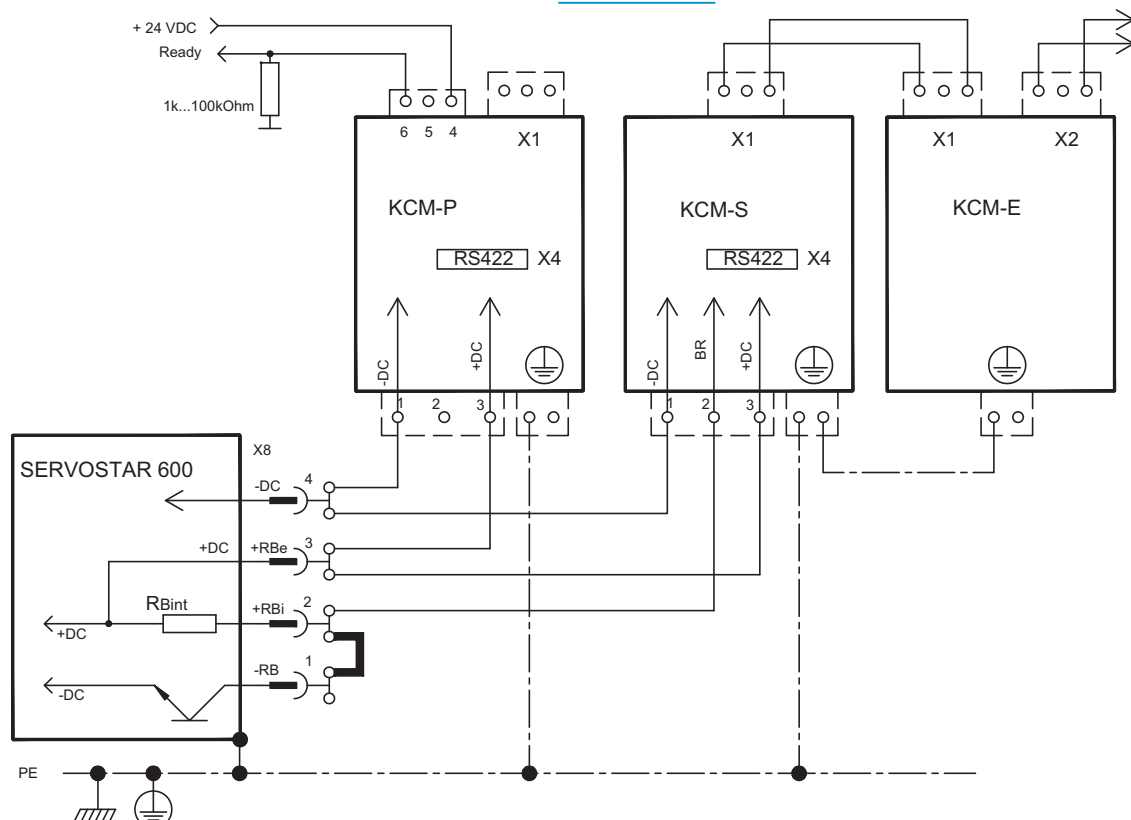 + 24 VDC
Ready
1k...100kOhm
6 5 4
X1
X1
X1
X2
KCM-P
KCM-S
KCM-E
RS422 X4
RS422 X4
-DC
+DC
-DC
BR
+DC
1 2 3
1 2 3
SERVOSTAR 600
X8
-DC 4
+DC +RBe 3
RBint
+RBi 2
+DC
-RB 1
-DC
PE